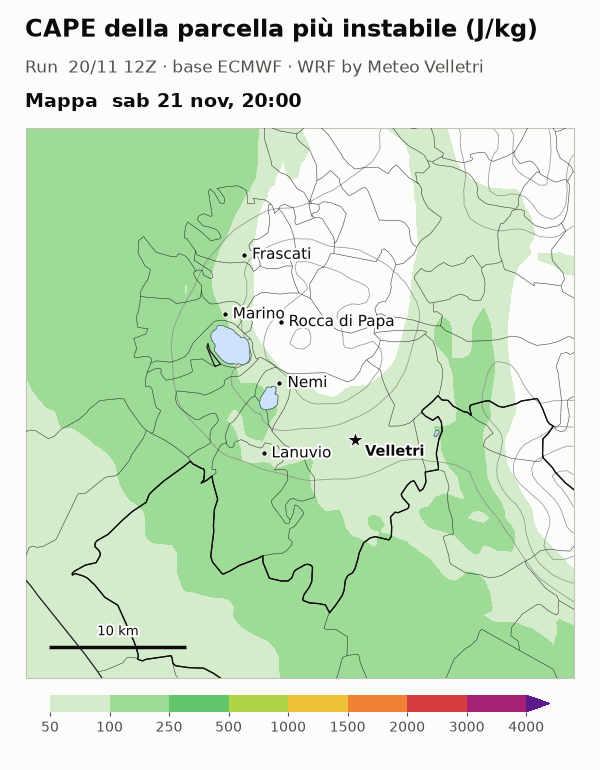 CAPE della parcella più instabile (J/kg)
Run  20/11 12Z · base ECMWF · WRF by Meteo Velletri
Mappa  sab 21 nov, 20:00
Frascati
Marino
Rocca di Papa
Nemi
Velletri
Lanuvio
10 km
50 100 250 500 1000 1500 2000 3000 4000